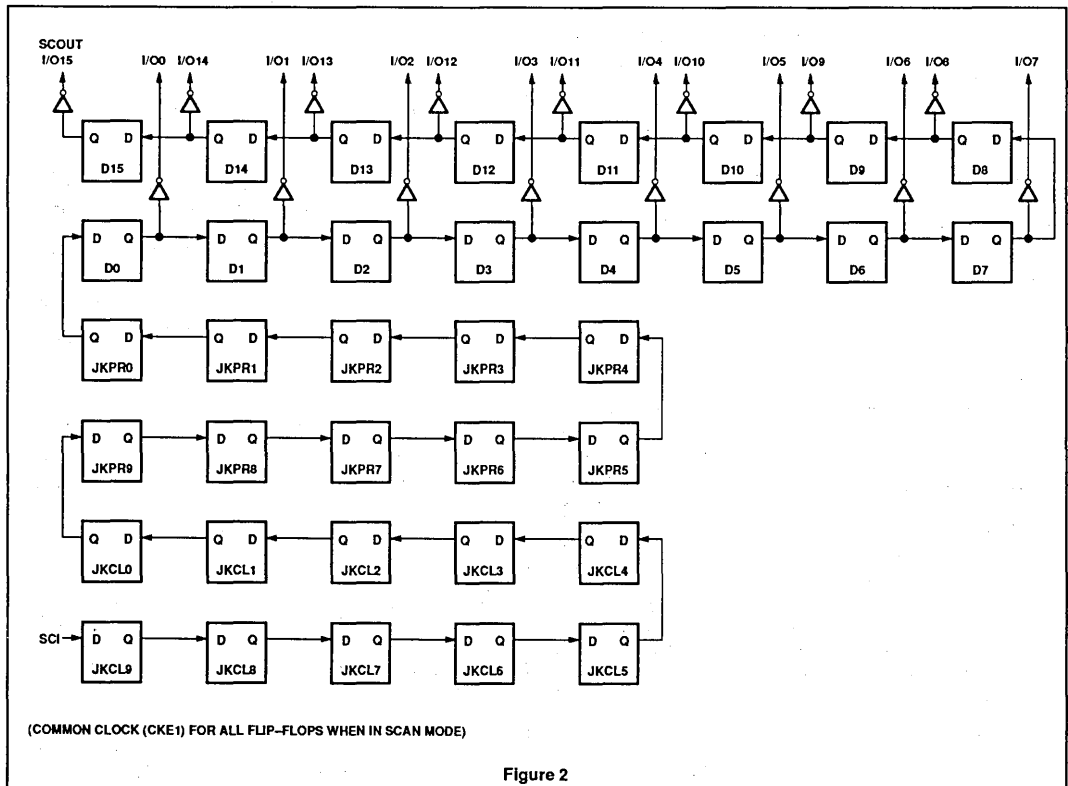 SCOUT
I/O15 I/O0 I/O14 I/O1 I/O13 I/O2 I/O12 I/O3 I/O11 I/O4 I/O10 I/O5 I/O9 I/O6 I/O8 I/O7
Q D Q D Q D Q D Q D Q D Q D Q D
D15 D14 D13 D12 D11 D10 D9 D8
D Q D Q D Q D Q D Q D Q D Q D Q
D0 D1 D2 D3 D4 D5 D6 D7
Q D Q D Q D Q D Q D
JKPR0 JKPR1 JKPR2 JKPR3 JKPR4
D Q D Q D Q D Q D Q
JKPR9 JKPR8 JKPR7 JKPR6 JKPR5
Q D Q D Q D Q D Q D
JKCL0 JKCL1 JKCL2 JKCL3 JKCL4
SCI D Q D Q D Q D Q D Q
JKCL9 JKCL8 JKCL7 JKCL6 JKCL5
(COMMON CLOCK (CKE1) FOR ALL FLIP–FLOPS WHEN IN SCAN MODE)
Figure 2